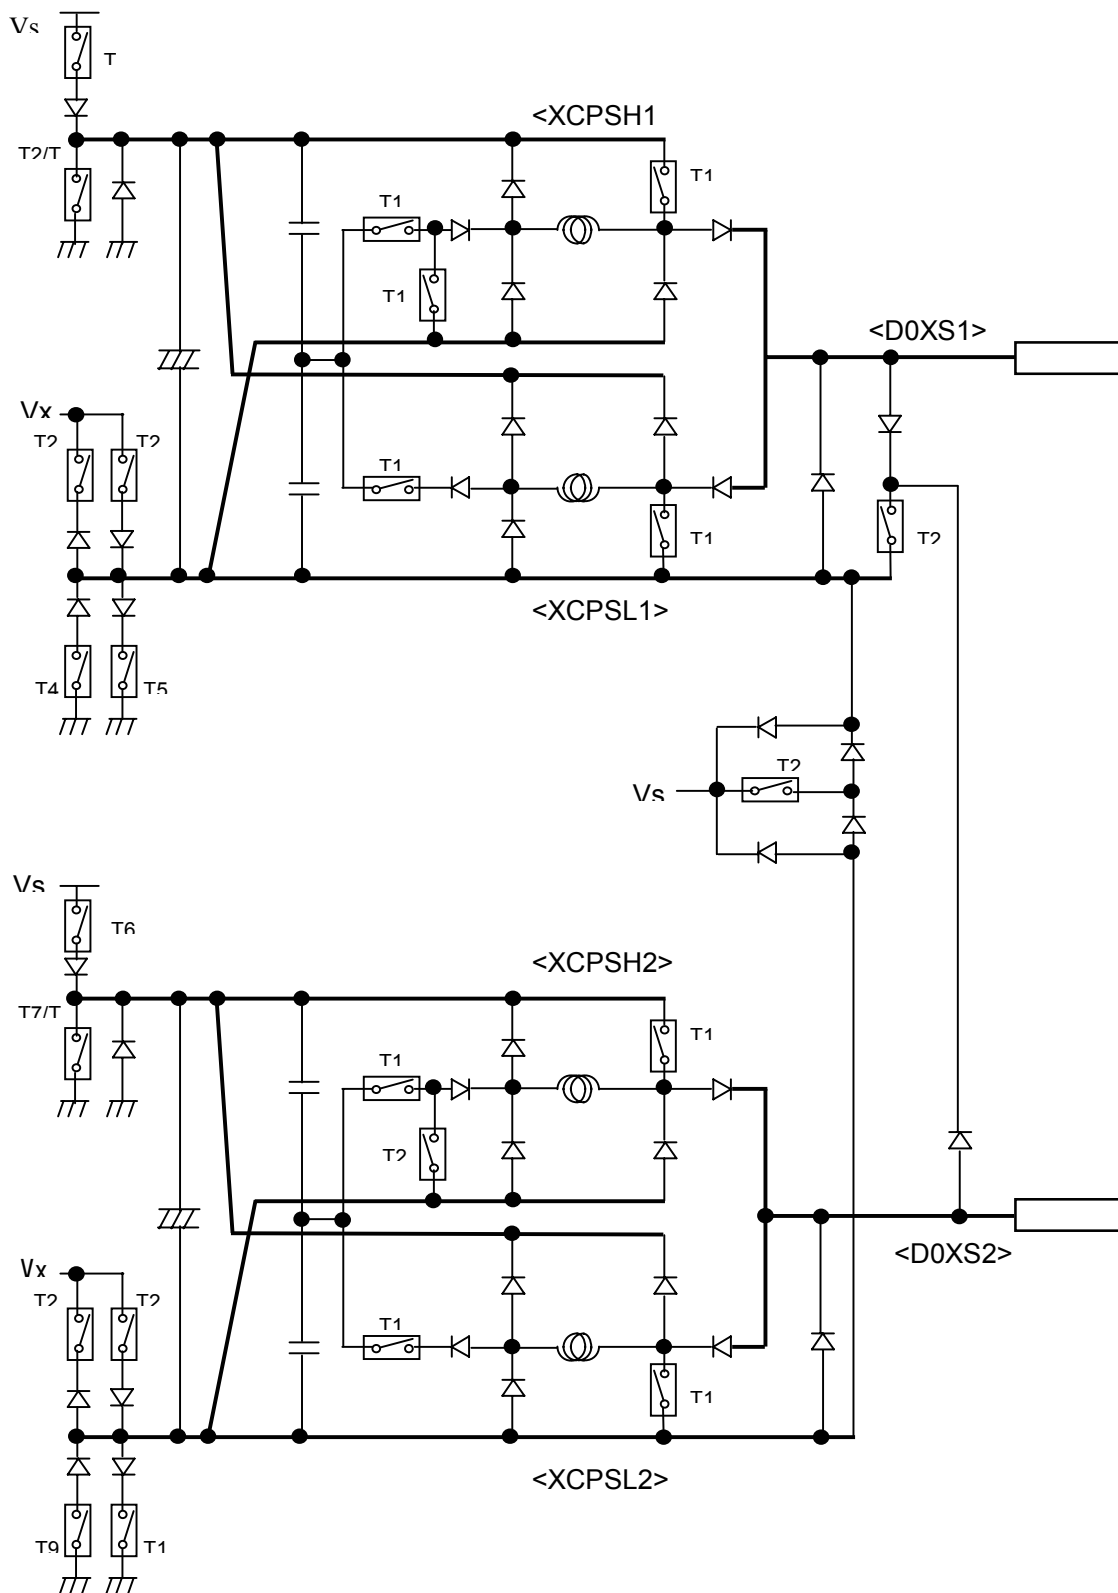 Vs
T
<XCPSH1
T2/T
T1
T1
T1
<D0XS1>
Vx
T2 T2
T1
T1
T2
<XCPSL1>
T4 T5
T2
Vs
Vs
T6
<XCPSH2>
T7/T
T1
T1
T2
<D0XS2>
Vx
T2 T2
T1
T1
<XCPSL2>
T9 T1